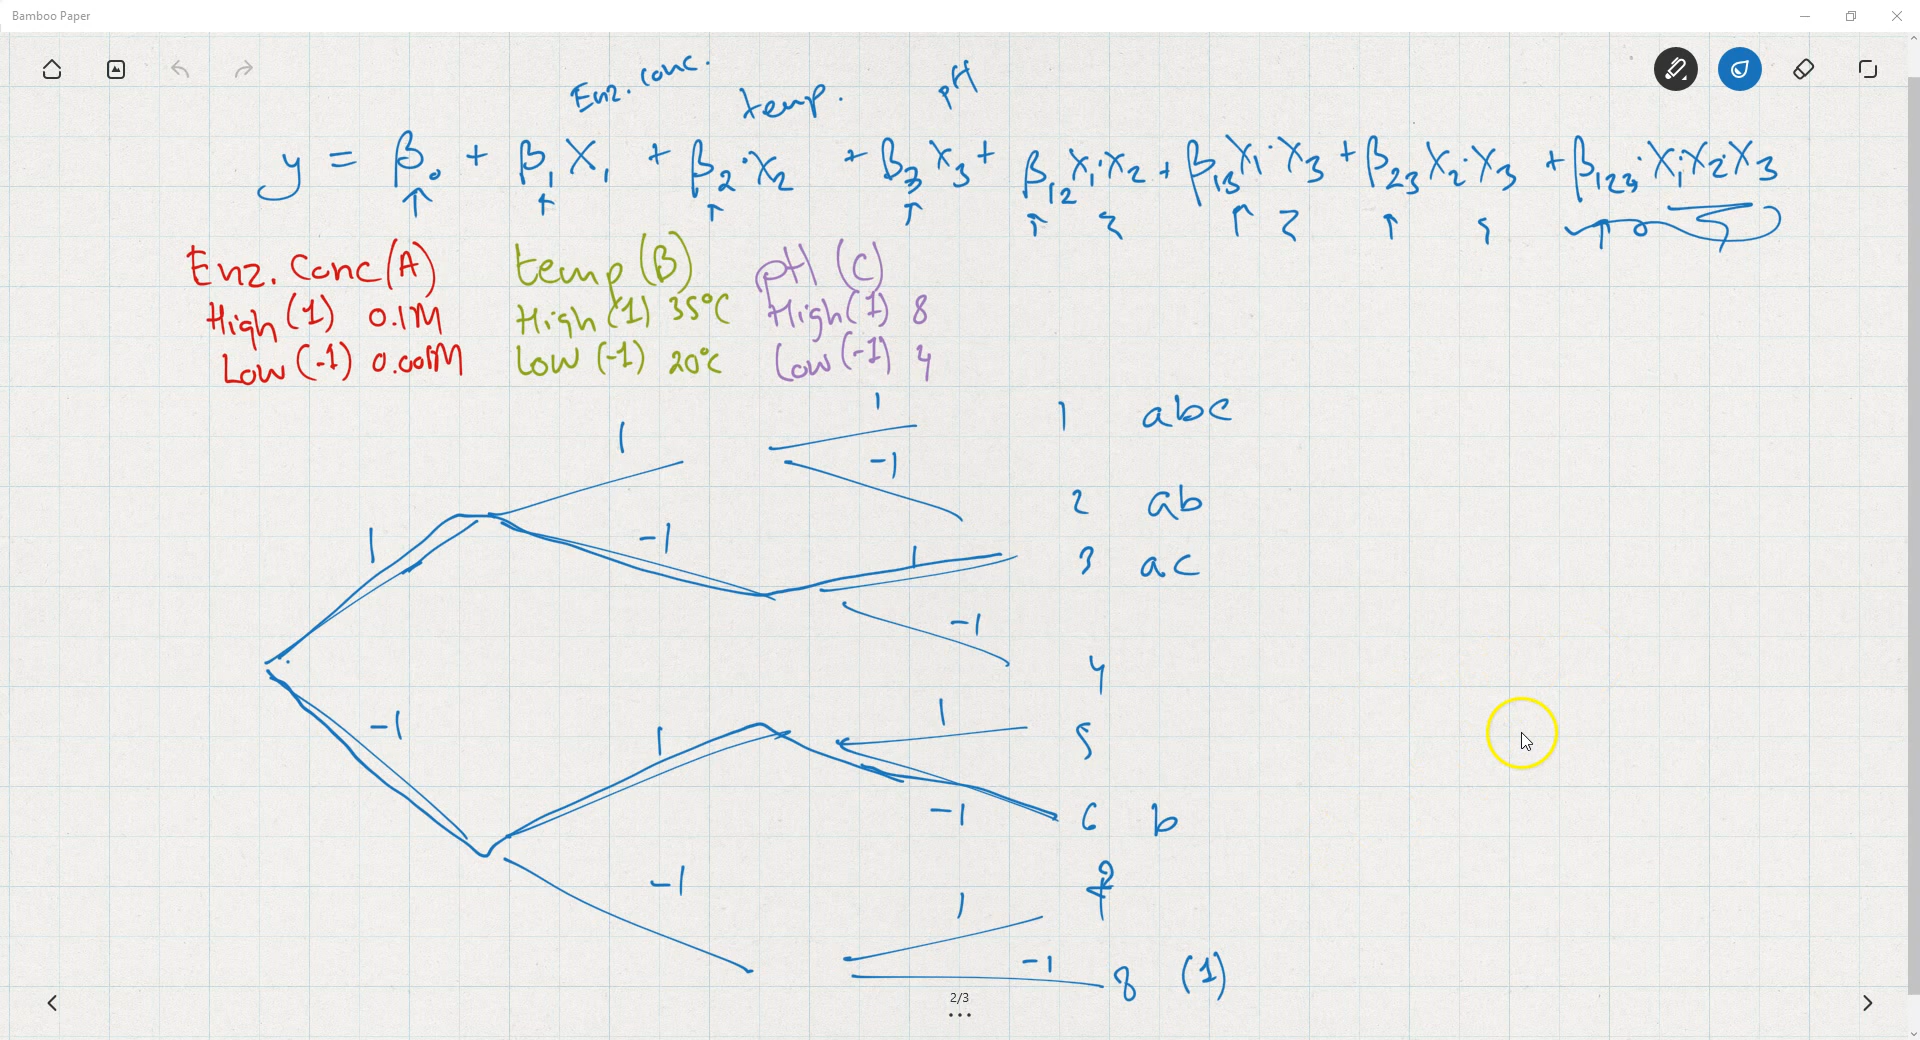 Bamboo Paper
Enz. Conc. temp. pH
y = β₀ + β₁X₁ + β₂·X₂ + β₃X₃ + β₁₂X₁·X₂ + β₁₃X₁·X₃ + β₂₃X₂·X₃ + β₁₂₃·X₁·X₂·X₃
Enz. Conc (A) temp (B) pH (C)
High (1) 0.1M High (1) 35°C High (1) 8
Low (-1) 0.001M Low (-1) 20°C Low (-1) 4
1 1 1 abc
-1
1 -1 2 ab
1 3 ac
-1
4
-1 1 1 5
-1 6 b
-1 1 7
-1 8 (1)
2/3